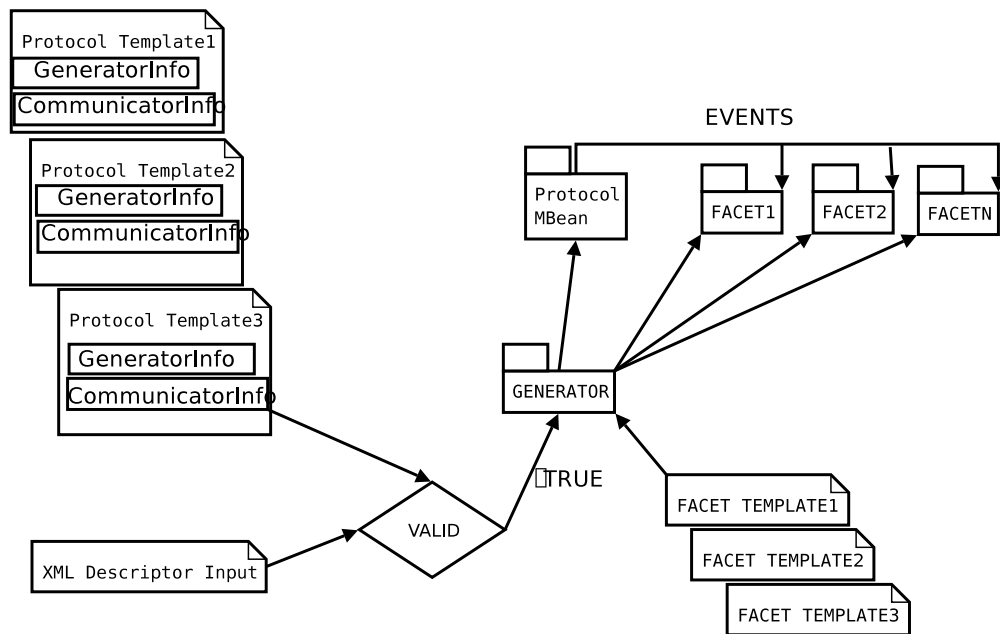 Protocol Template1
GeneratorInfo
CommunicatorInfo
Protocol Template2
GeneratorInfo
CommunicatorInfo
Protocol Template3
GeneratorInfo
CommunicatorInfo
XML Descriptor Input
VALID
TRUE
GENERATOR
Protocol
MBean
EVENTS
FACET1
FACET2
FACETN
FACET TEMPLATE1
FACET TEMPLATE2
FACET TEMPLATE3